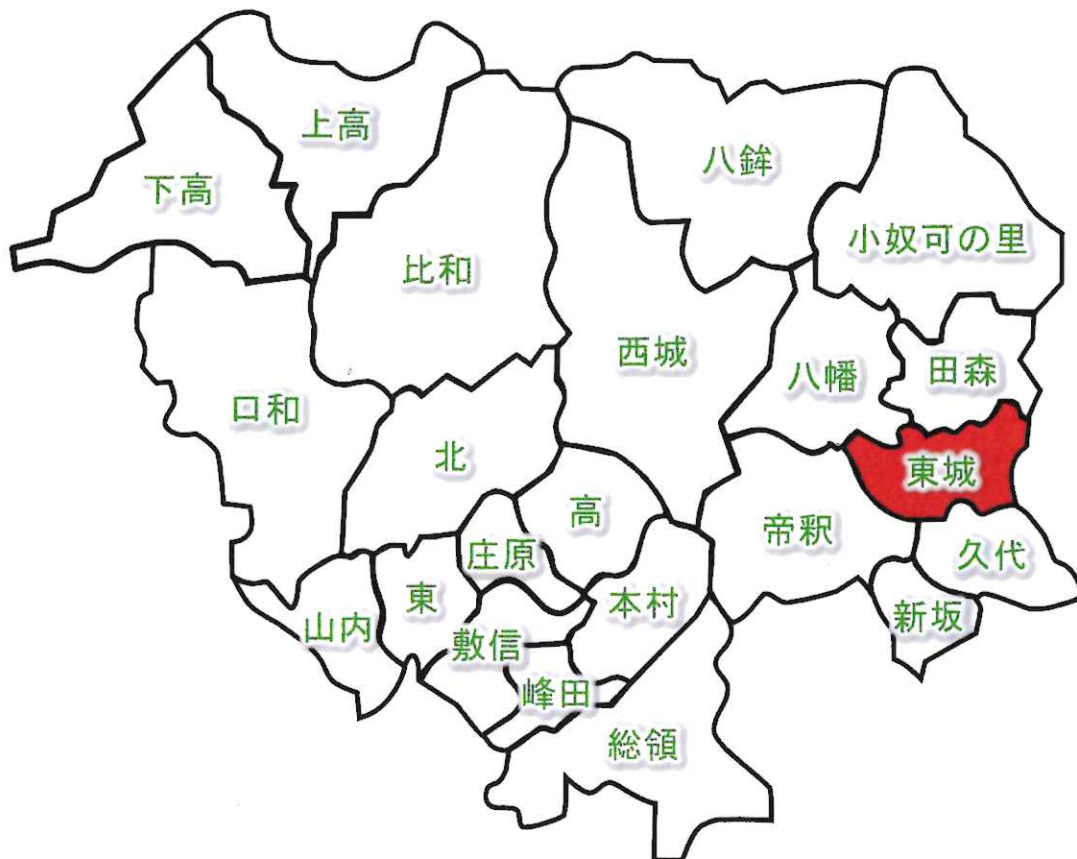 上高
下高
八鉾
小奴可の里
比和
西城
八幡
田森
口和
北
東城
高
帝釈
庄原
久代
東
本村
新坂
山内
敷信
峰田
総領